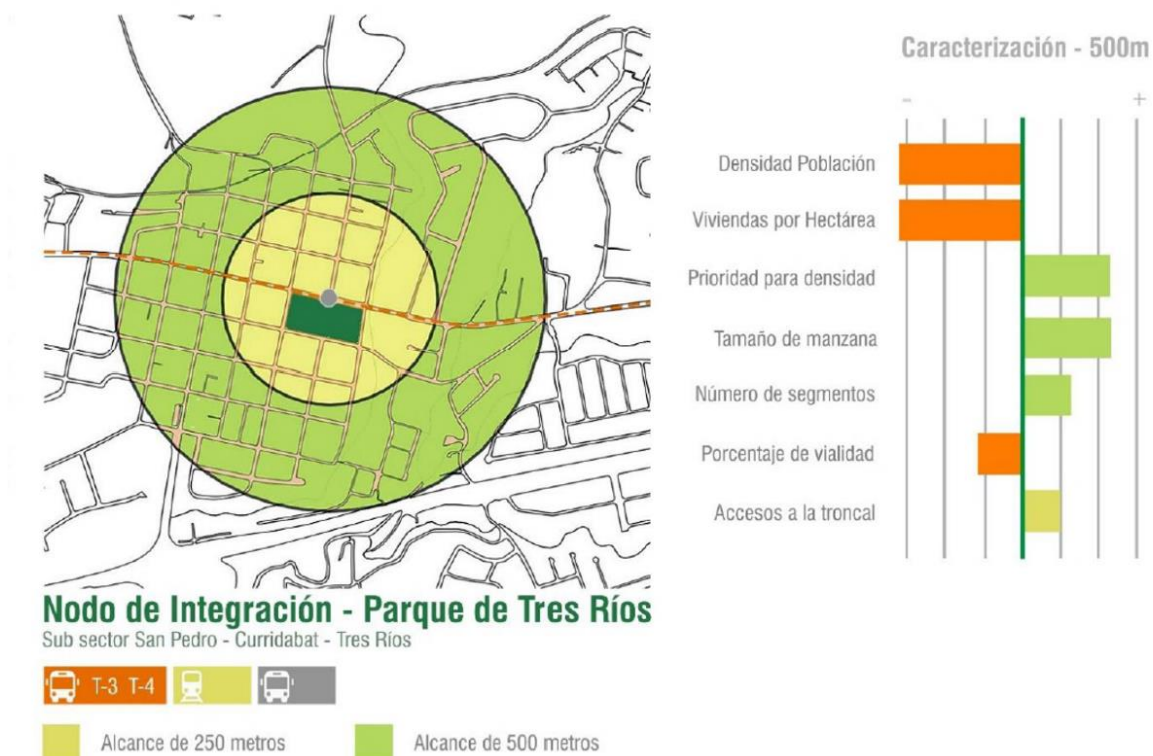 Caracterización - 500m
- +
Densidad Población
Viviendas por Hectárea
Prioridad para densidad
Tamaño de manzana
Número de segmentos
Porcentaje de vialidad
Accesos a la troncal
Nodo de Integración - Parque de Tres Ríos
Sub sector San Pedro - Curridabat - Tres Ríos
T-3 T-4
Alcance de 250 metros
Alcance de 500 metros